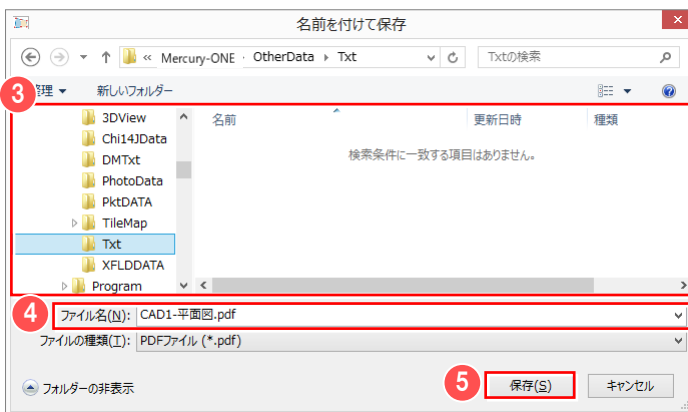 名前を付けて保存
« Mercury-ONE · OtherData ▸ Txt Txtの検索
3 整理 ▼ 新しいフォルダー
3DView 名前 更新日時 種類
Chi14JData
検索条件に一致する項目はありません。
DMTxt
PhotoData
PktDATA
TileMap
Txt
XFLDDATA
Program
4 ファイル名(N): CAD1-平面図.pdf
ファイルの種類(T): PDFファイル (*.pdf)
フォルダーの非表示 5 保存(S) キャンセル